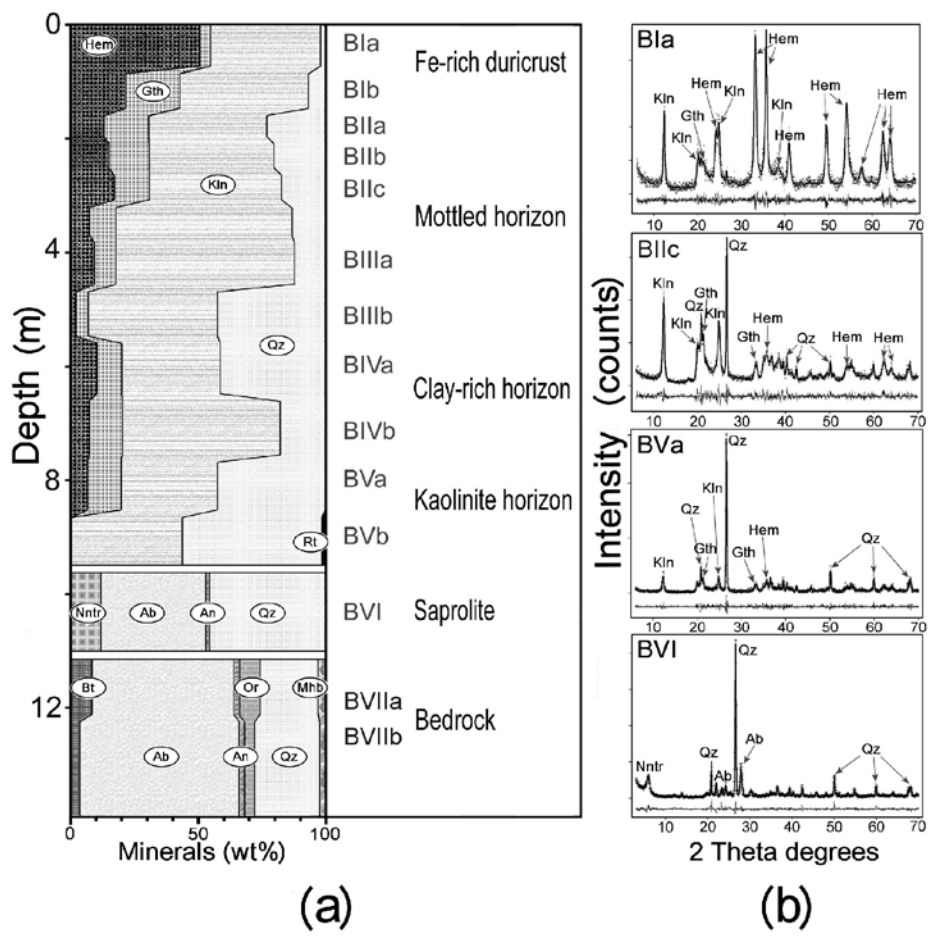 0
4
8
12
Depth (m)
Hem
Gth
Kln
Qz
Rt
Nntr
Ab
An
Qz
Bt
Or
Mhb
Ab
An
Qz
0
50
100
Minerals (wt%)
BIa
BIb
BIIa
BIIb
BIIc
BIIIa
BIIIb
BIVa
BIVb
BVa
BVb
BVI
BVIIa
BVIIb
Fe-rich duricrust
Mottled horizon
Clay-rich horizon
Kaolinite horizon
Saprolite
Bedrock
(a)
Intensity (counts)
BIa
Kln
Kln
Gth
Hem
Kln
Hem
Kln
Hem
Hem
Hem
10 20 30 40 50 60 70
BIIc
Kln
Kln
Qz
Gth
Kln
Qz
Gth
Hem
Qz
Hem
Hem
10 20 30 40 50 60 70
BVa
Kln
Qz
Gth
Kln
Qz
Gth
Hem
Qz
10 20 30 40 50 60 70
BVI
Nntr
Qz
Ab
Qz
Ab
Qz
10 20 30 40 50 60 70
2 Theta degrees
(b)